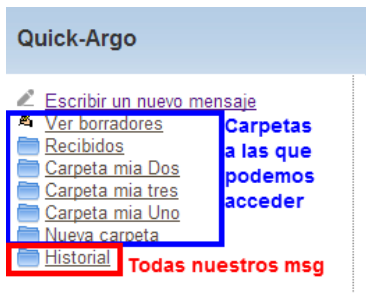 Quick-Argo
Escribir un nuevo mensaje
Ver borradores
Recibidos
Carpeta mia Dos
Carpeta mia tres
Carpeta mia Uno
Nueva carpeta
Historial
Carpetas
a las que
podemos
acceder
Todas nuestros msg